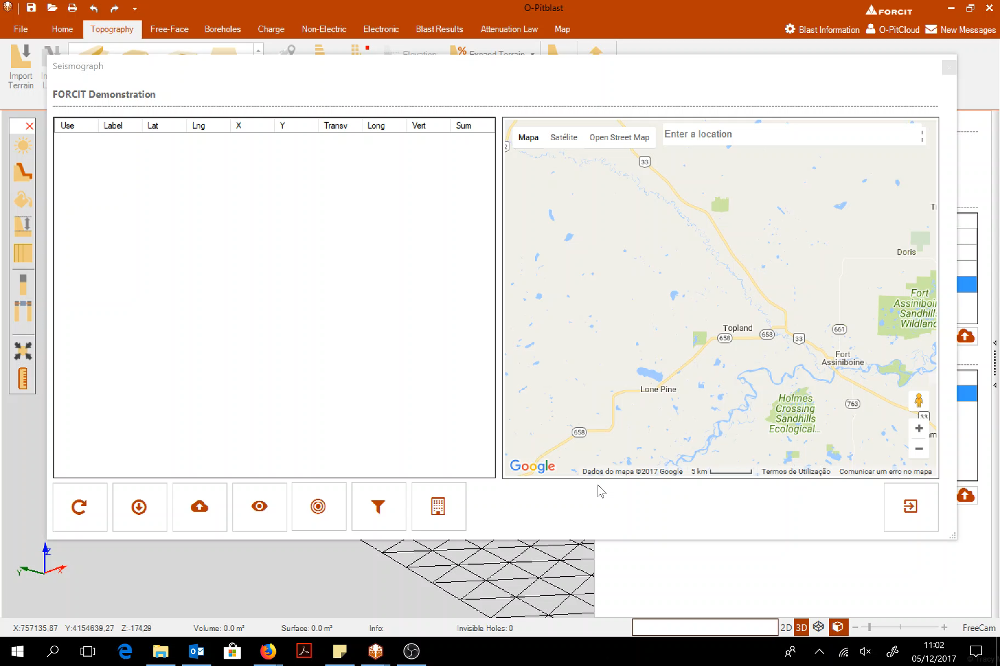 O-Pitblast
FORCIT
File Home Topography Free-Face Boreholes Charge Non-Electric Electronic Blast Results Attenuation Law Map
Blast Information O-PitCloud New Messages
Import
Terrain
Elevation
% Expand Terrain
Seismograph
FORCIT Demonstration
Use Label Lat Lng X Y Transv Long Vert Sum
Mapa Satélite Open Street Map
Enter a location
33
Doris
Fort
Assiniboi
Sandhill
Wildland
Topland
658
658
33
661
Fort
Assiniboine
Lone Pine
Holmes
Crossing
Sandhills
Ecological...
763
33
658
+
−
Google
Dados do mapa ©2017 Google 5 km Termos de Utilização Comunicar um erro no mapa
Z
Y
X
X:757135,87 Y:4154639,27 Z:-174,29 Volume: 0.0 m³ Surface: 0.0 m² Info: Invisible Holes: 0
2D 3D FreeCam
11:02
05/12/2017